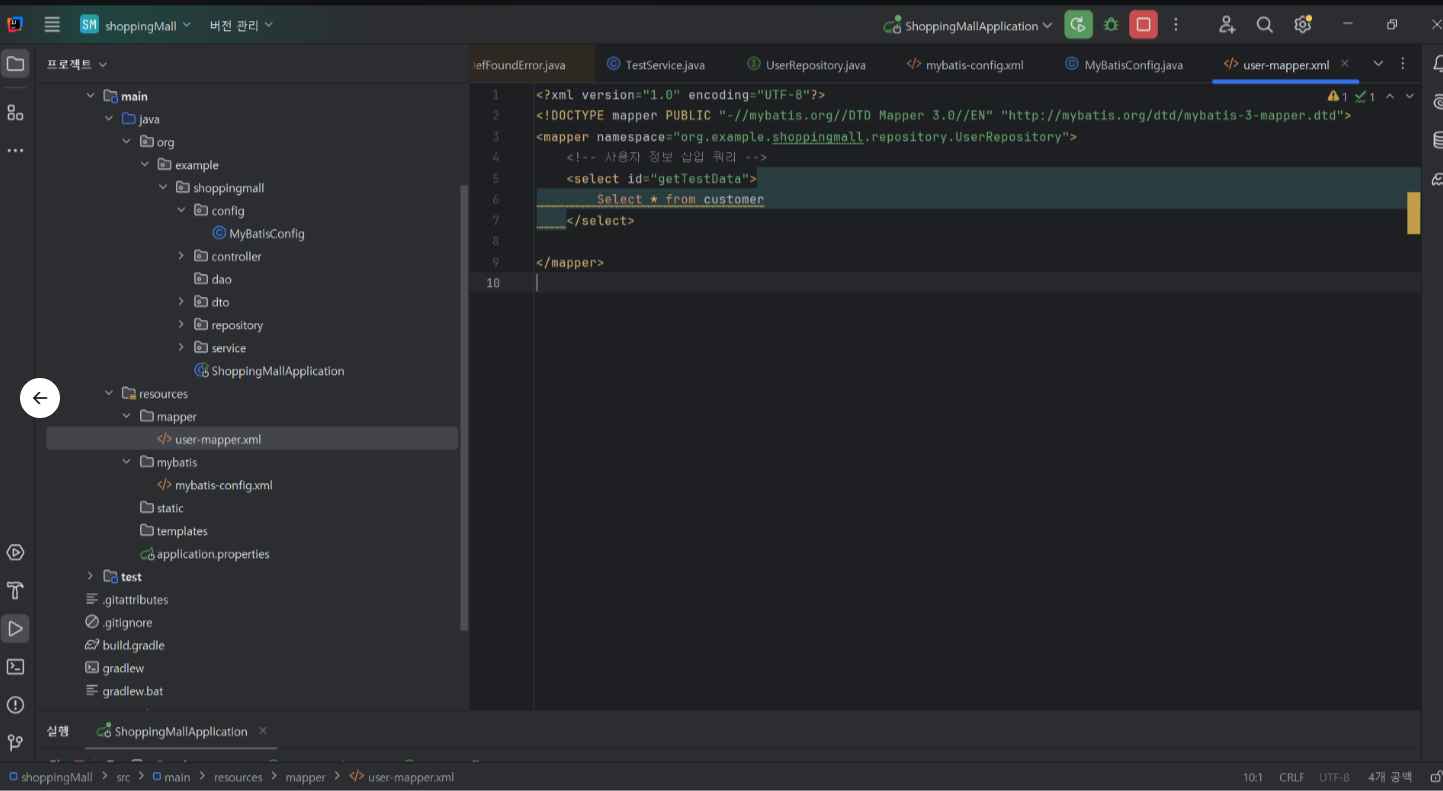 SM shoppingMall 버전 관리 ShoppingMallApplication
프로젝트
efFoundError.java TestService.java UserRepository.java mybatis-config.xml MyBatisConfig.java user-mapper.xml
main
java
org
example
shoppingmall
config
MyBatisConfig
controller
dao
dto
repository
service
ShoppingMallApplication
resources
mapper
user-mapper.xml
mybatis
mybatis-config.xml
static
templates
application.properties
test
.gitattributes
.gitignore
build.gradle
gradlew
gradlew.bat
1 <?xml version="1.0" encoding="UTF-8"?>
2 <!DOCTYPE mapper PUBLIC "-//mybatis.org//DTD Mapper 3.0//EN" "http://mybatis.org/dtd/mybatis-3-mapper.dtd">
3 <mapper namespace="org.example.shoppingmall.repository.UserRepository">
4 <!-- 사용자 정보 삽입 쿼리 -->
5 <select id="getTestData">
6 Select * from customer
7 </select>
8
9 </mapper>
10
1 1
실행 ShoppingMallApplication
shoppingMall > src > main > resources > mapper > user-mapper.xml
10:1 CRLF UTF-8 4개 공백